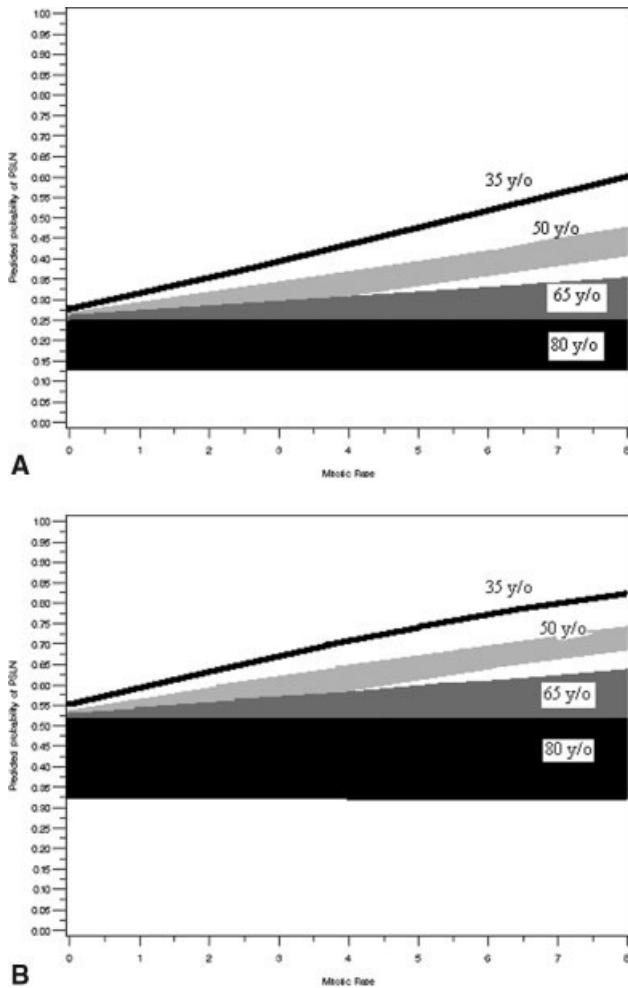 1.00
0.95
0.90
0.85
0.80
0.75
0.70
0.65
0.60
0.55
0.50
0.45
0.40
0.35
0.30
0.25
0.20
0.15
0.10
0.05
0.00
Predicted probability of PSLN
35 y/o
50 y/o
65 y/o
80 y/o
0 1 2 3 4 5 6 7 8
Mitotic Rate
A
1.00
0.95
0.90
0.85
0.80
0.75
0.70
0.65
0.60
0.55
0.50
0.45
0.40
0.35
0.30
0.25
0.20
0.15
0.10
0.05
0.00
Predicted probability of PSLN
35 y/o
50 y/o
65 y/o
80 y/o
0 1 2 3 4 5 6 7 8
Mitotic Rate
B